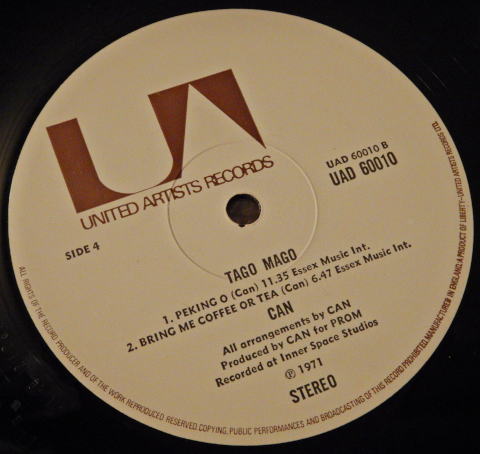 UA
UNITED ARTISTS RECORDS
UAD 60010 B
UAD 60010
SIDE 4
TAGO MAGO
1. PEKING O (Can) 11.35 Essex Music Int.
2. BRING ME COFFEE OR TEA (Can) 6.47 Essex Music Int.
CAN
All arrangements by CAN
Produced by CAN for PROM
Recorded at Inner Space Studios
℗ 1971
STEREO
ALL RIGHTS OF THE RECORD PRODUCER AND OF THE WORK REPRODUCED RESERVED. COPYING, PUBLIC PERFORMANCES AND BROADCASTING OF THIS RECORD PROHIBITED. MANUFACTURED IN ENGLAND. A PRODUCT OF LIBERTY-UNITED ARTISTS RECORDS LTD.